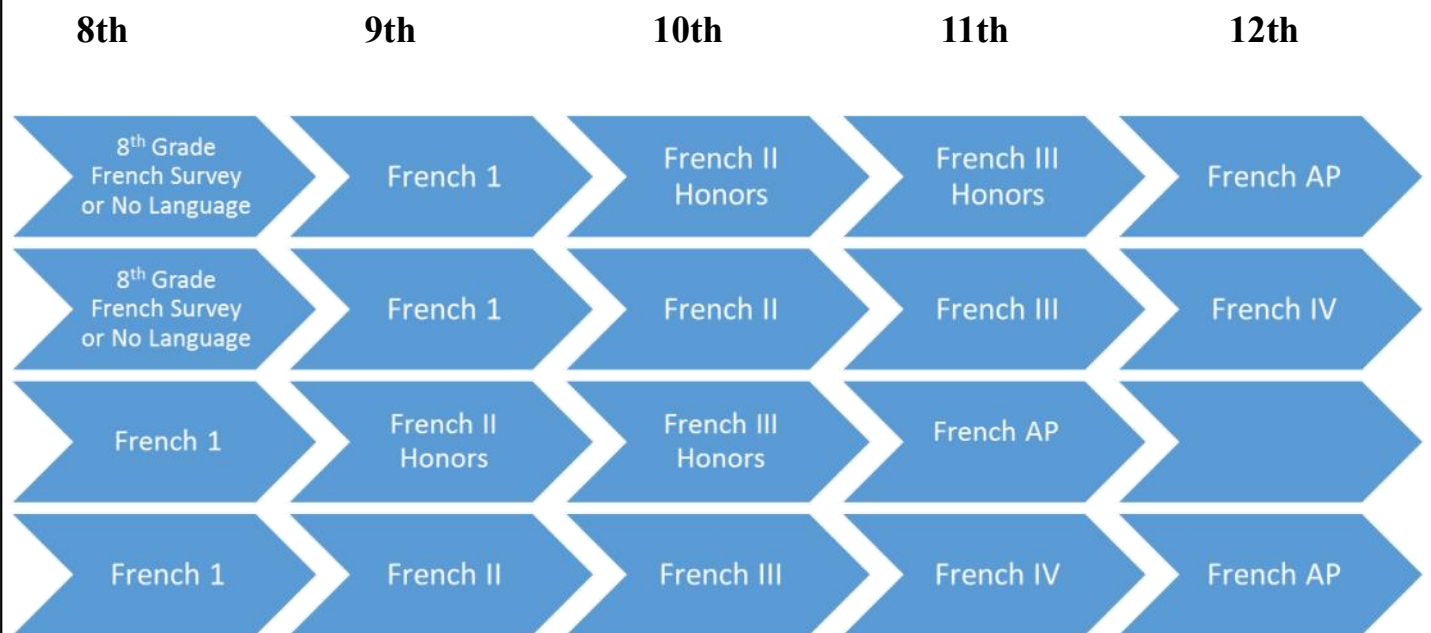 8th 9th 10th 11th 12th
8th Grade
French Survey
or No Language
French 1
French II
Honors
French III
Honors
French AP
8th Grade
French Survey
or No Language
French 1
French II
French III
French IV
French 1
French II
Honors
French III
Honors
French AP
French 1
French II
French III
French IV
French AP